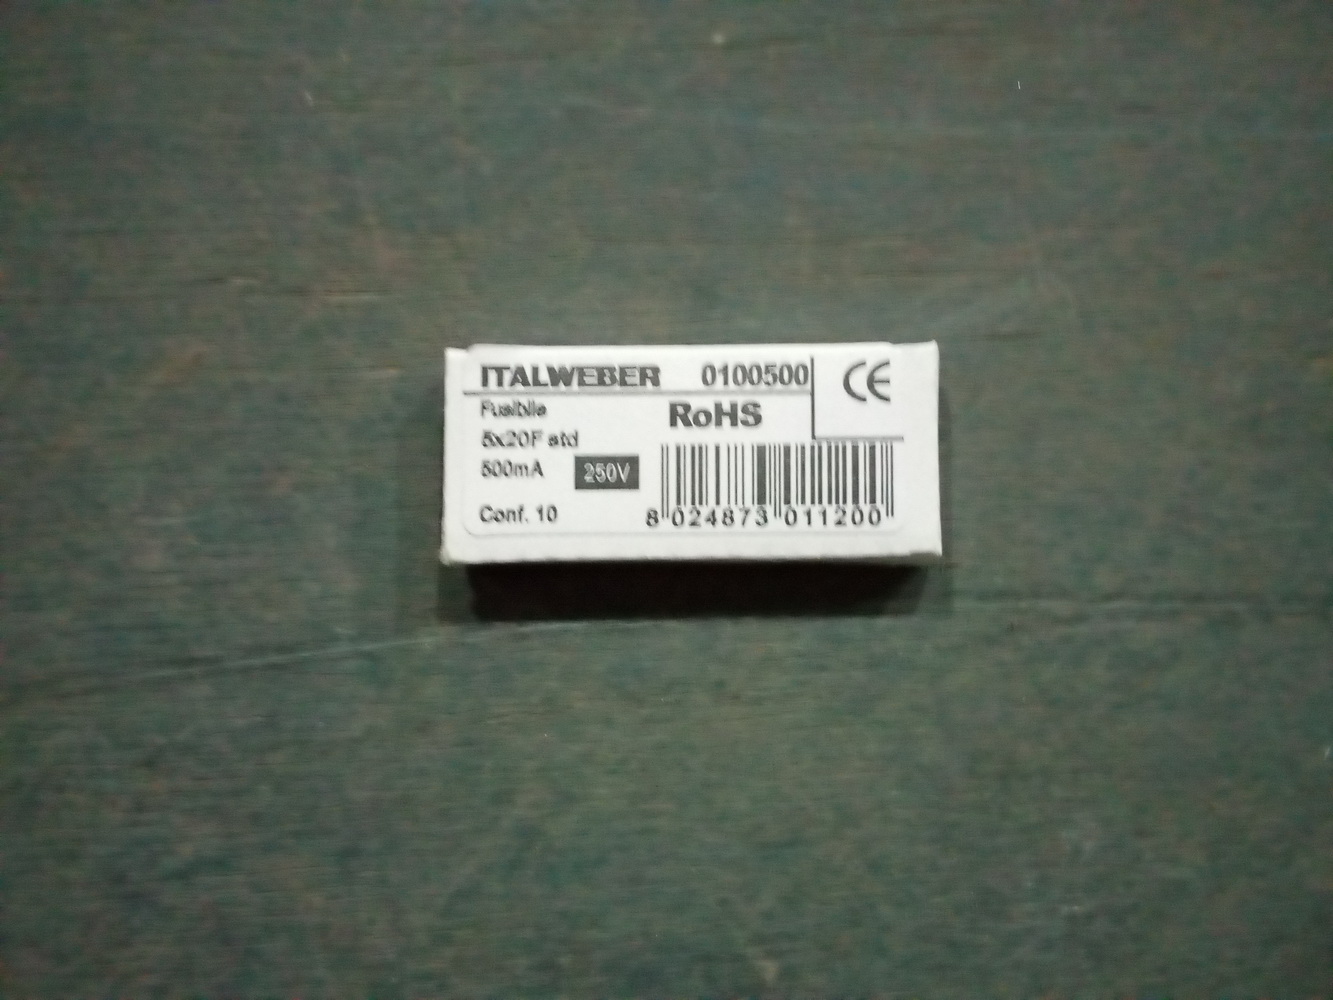 ITALWEBER 0100500 CE
Fusibile RoHS
5x20F std
500mA 250V
Conf. 10
8 024873 011200